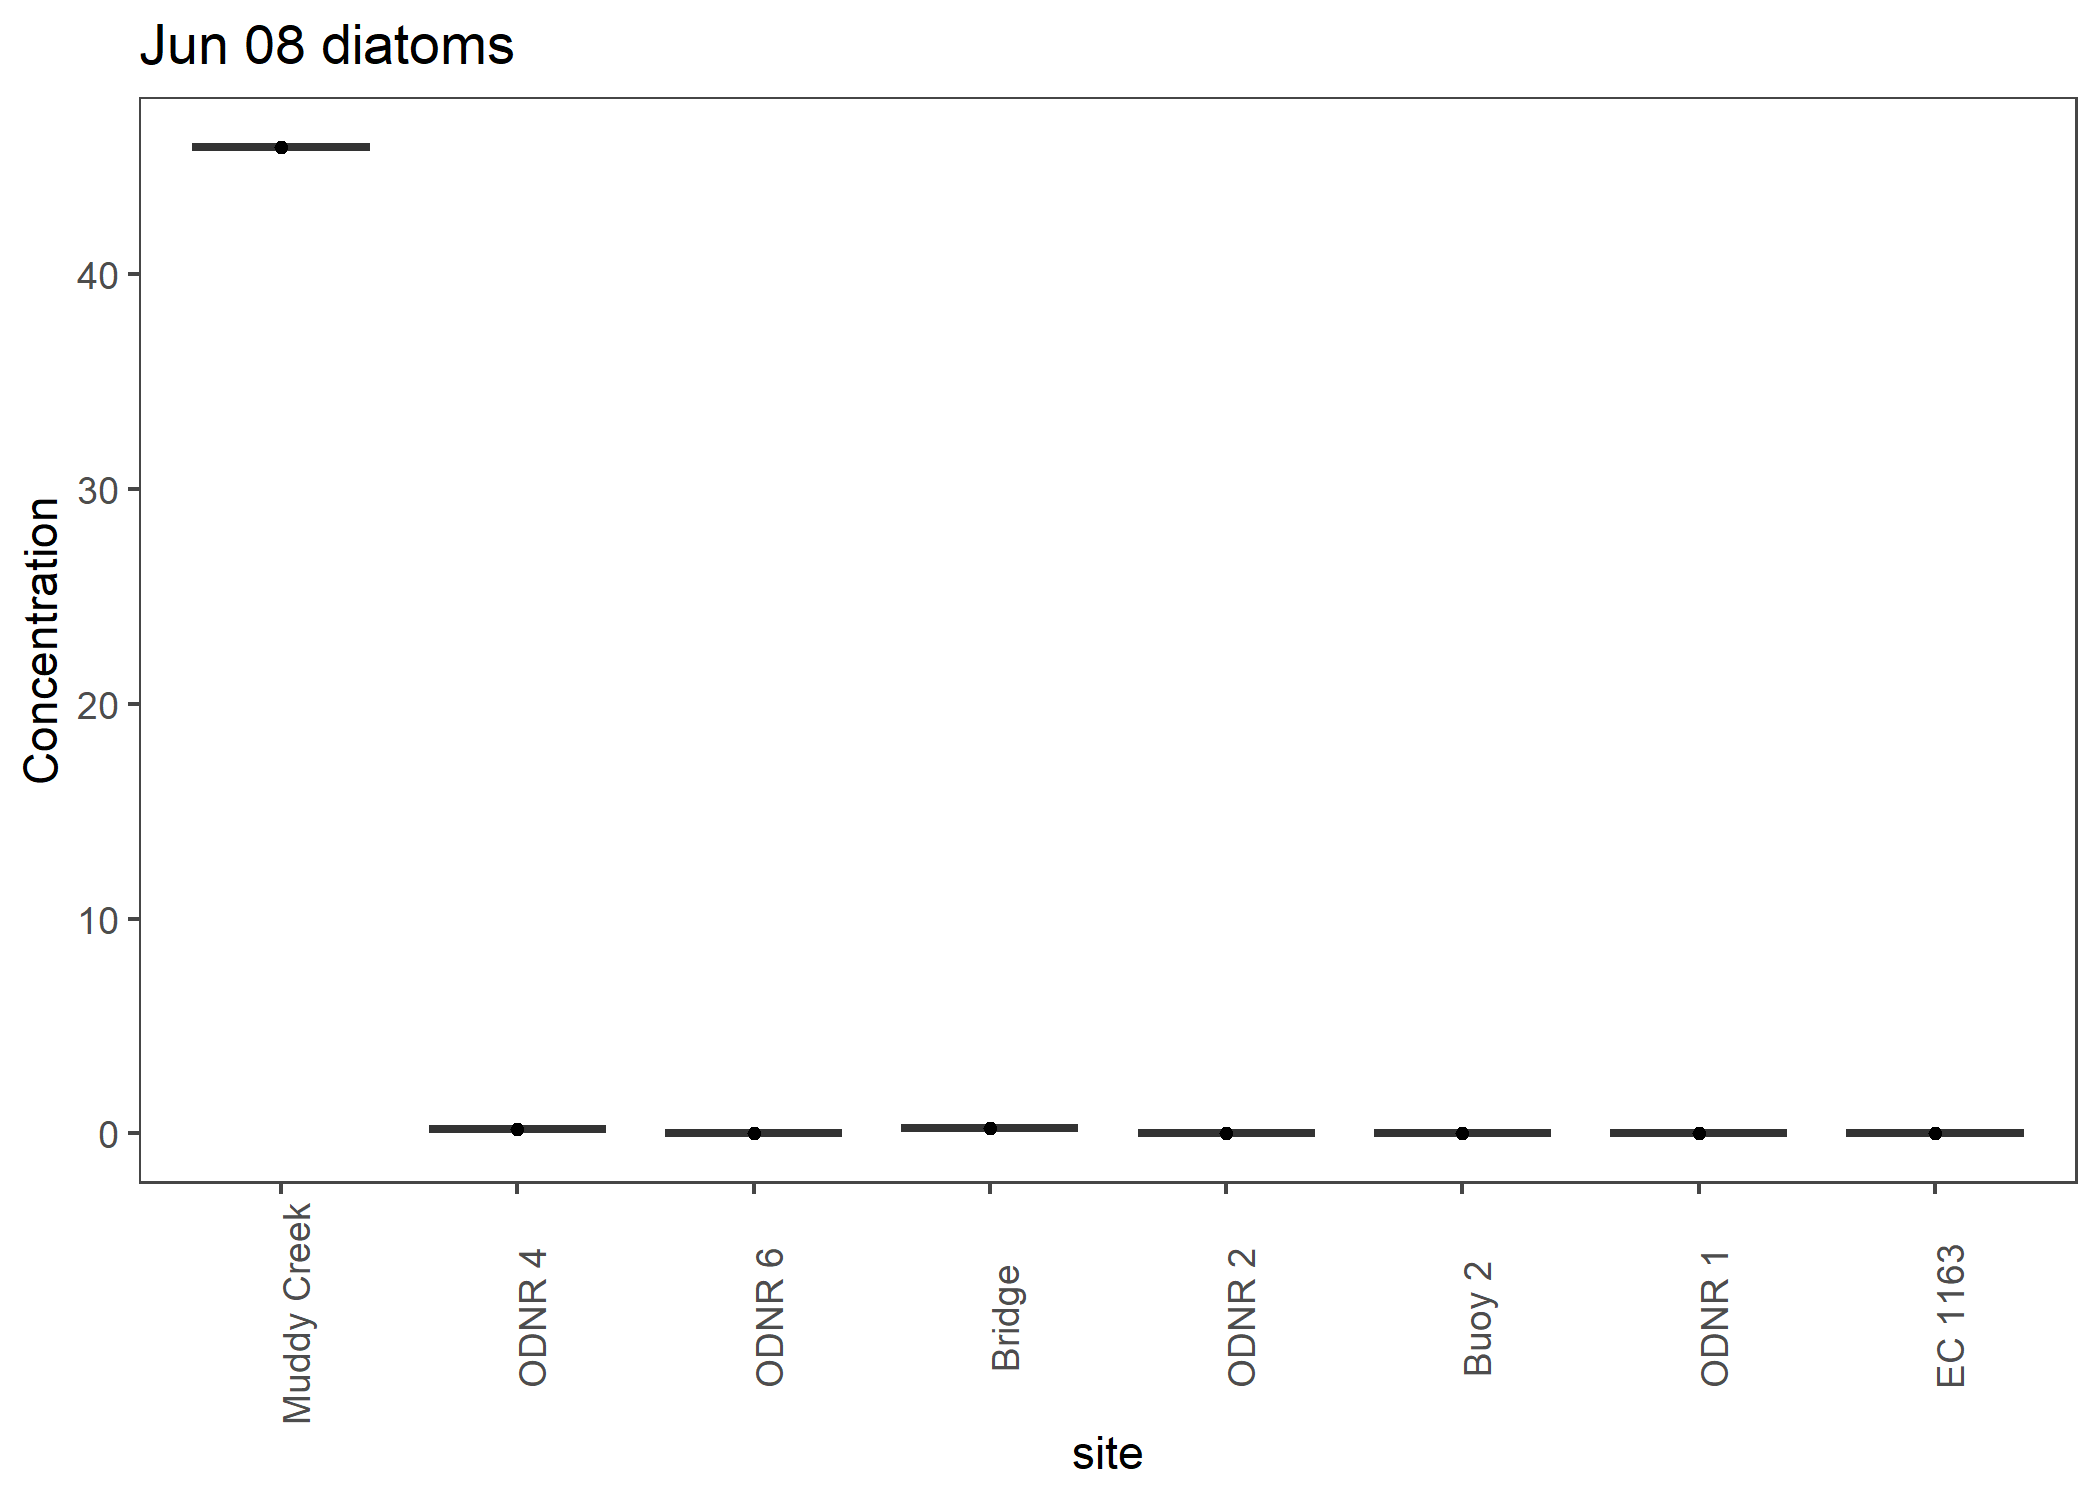 Jun 08 diatoms
Concentration
40
30
20
10
0
Muddy Creek
ODNR 4
ODNR 6
Bridge
ODNR 2
Buoy 2
ODNR 1
EC 1163
site